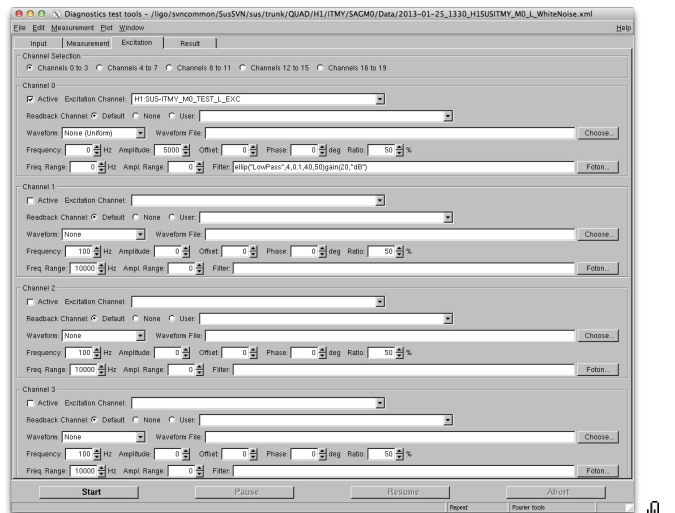 Diagnostics test tools - /ligo/svncommon/SusSVN/sus/trunk/QUAD/H1/ITMY/SAGM0/Data/2013-01-25_1330_H1SUSITMY_M0_L_WhiteNoise.xml
File Edit Measurement Plot Window Help
Input Measurement Excitation Result
Channel Selection
Channels 0 to 3 Channels 4 to 7 Channels 8 to 11 Channels 12 to 15 Channels 16 to 19
Channel 0
Active Excitation Channel: H1:SUS-ITMY_M0_TEST_L_EXC
Readback Channel: Default None User:
Waveform: Noise (Uniform) Waveform File: Choose...
Frequency: 0 Hz Amplitude: 5000 Offset: 0 Phase: 0 deg Ratio: 50 %
Freq. Range: 0 Hz Ampl. Range: 0 Filter: ellip("LowPass",4,0.1,40,50)gain(20,"dB") Foton...
Channel 1
Active Excitation Channel:
Readback Channel: Default None User:
Waveform: None Waveform File: Choose...
Frequency: 100 Hz Amplitude: 0 Offset: 0 Phase: 0 deg Ratio: 50 %
Freq. Range: 10000 Hz Ampl. Range: 0 Filter: Foton...
Channel 2
Active Excitation Channel:
Readback Channel: Default None User:
Waveform: None Waveform File: Choose...
Frequency: 100 Hz Amplitude: 0 Offset: 0 Phase: 0 deg Ratio: 50 %
Freq. Range: 10000 Hz Ampl. Range: 0 Filter: Foton...
Channel 3
Active Excitation Channel:
Readback Channel: Default None User:
Waveform: None Waveform File: Choose...
Frequency: 100 Hz Amplitude: 0 Offset: 0 Phase: 0 deg Ratio: 50 %
Freq. Range: 10000 Hz Ampl. Range: 0 Filter: Foton...
Start Pause Resume Abort
Repeat Fourier tools